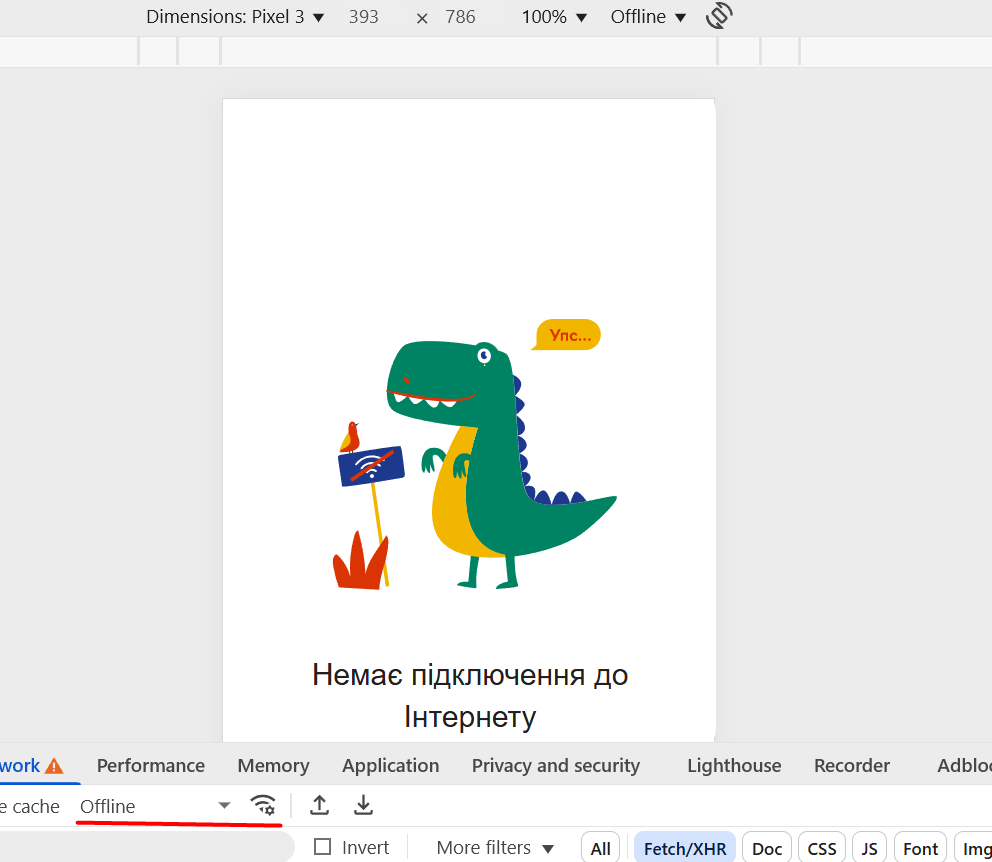 Dimensions: Pixel 3 ▼ 393 × 786 100% ▼ Offline ▼
Упс...
Немає підключення до
Інтернету
work Performance Memory Application Privacy and security Lighthouse Recorder Adbloc
e cache Offline
Invert More filters ▼ All Fetch/XHR Doc CSS JS Font Img